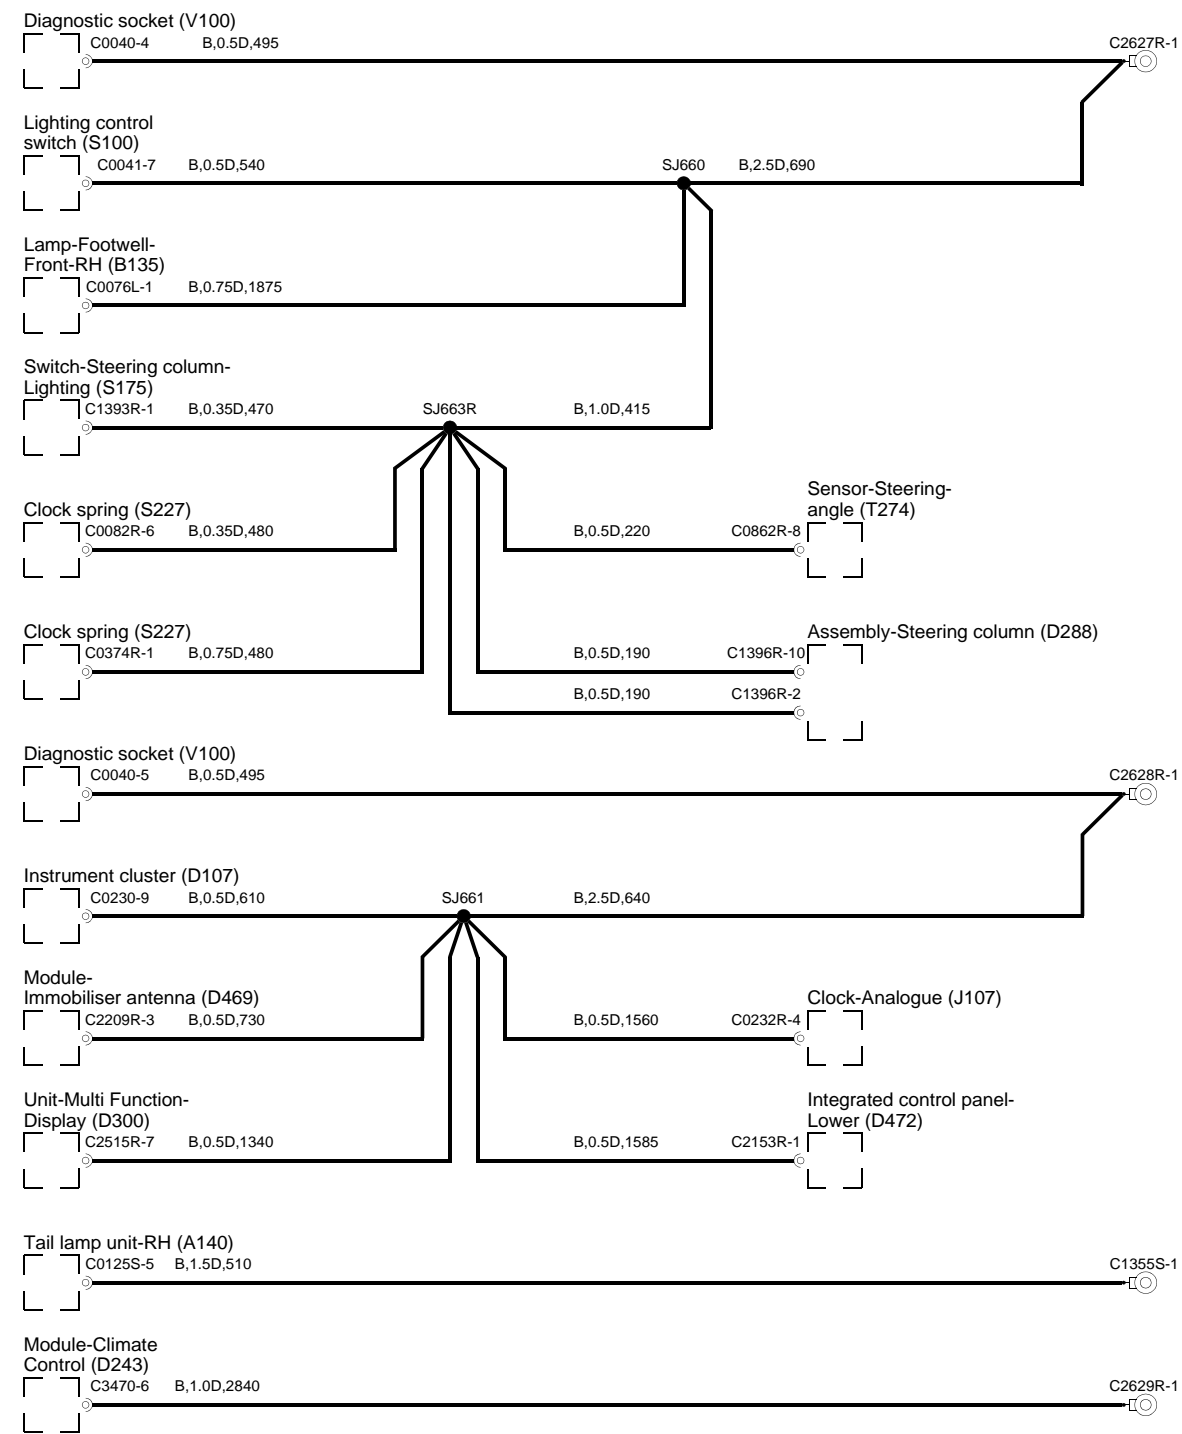 Diagnostic socket (V100)
C0040-4 B,0.5D,495 C2627R-1
Lighting control
switch (S100)
C0041-7 B,0.5D,540 SJ660 B,2.5D,690
Lamp-Footwell-
Front-RH (B135)
C0076L-1 B,0.75D,1875
Switch-Steering column-
Lighting (S175)
C1393R-1 B,0.35D,470 SJ663R B,1.0D,415
Sensor-Steering-
angle (T274)
Clock spring (S227)
C0082R-6 B,0.35D,480 B,0.5D,220 C0862R-8
Clock spring (S227) Assembly-Steering column (D288)
C0374R-1 B,0.75D,480 B,0.5D,190 C1396R-10
B,0.5D,190 C1396R-2
Diagnostic socket (V100)
C0040-5 B,0.5D,495 C2628R-1
Instrument cluster (D107)
C0230-9 B,0.5D,610 SJ661 B,2.5D,640
Module-
Immobiliser antenna (D469) Clock-Analogue (J107)
C2209R-3 B,0.5D,730 B,0.5D,1560 C0232R-4
Unit-Multi Function- Integrated control panel-
Display (D300) Lower (D472)
C2515R-7 B,0.5D,1340 B,0.5D,1585 C2153R-1
Tail lamp unit-RH (A140)
C0125S-5 B,1.5D,510 C1355S-1
Module-Climate
Control (D243)
C3470-6 B,1.0D,2840 C2629R-1